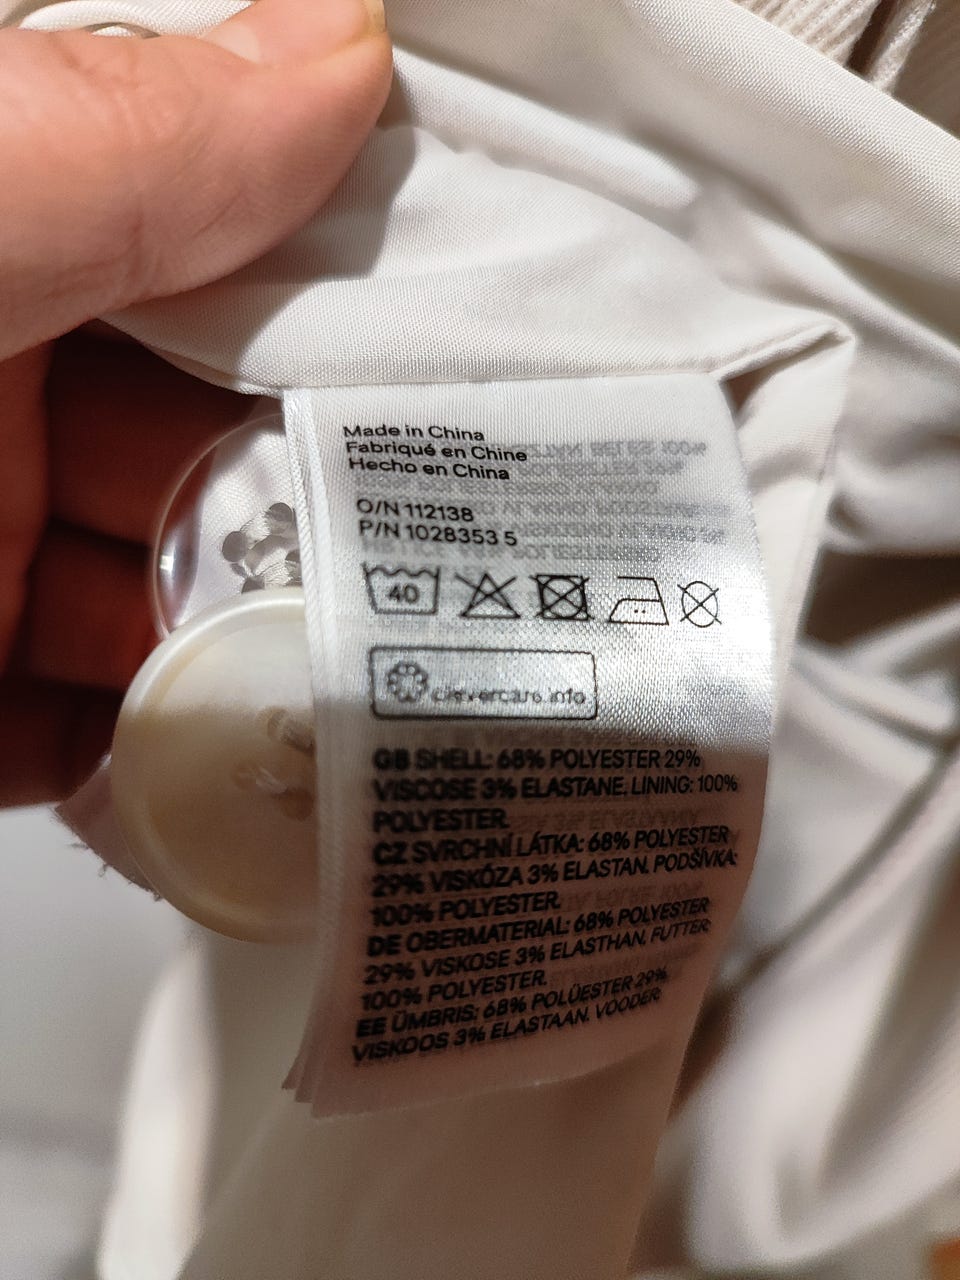 Made in China
Fabriqué en Chine
Hecho en China
O/N 112138
P/N 1028353 5
40
clevercare.info
GB SHELL: 68% POLYESTER 29%
VISCOSE 3% ELASTANE. LINING: 100%
POLYESTER.
CZ SVRCHNÍ LÁTKA: 68% POLYESTER
29% VISKÓZA 3% ELASTAN. PODŠÍVKA:
100% POLYESTER.
DE OBERMATERIAL: 68% POLYESTER
29% VISKOSE 3% ELASTHAN. FUTTER:
100% POLYESTER.
EE ÜMBRIS: 68% POLÜESTER 29%
VISKOOS 3% ELASTAAN. VOODER: